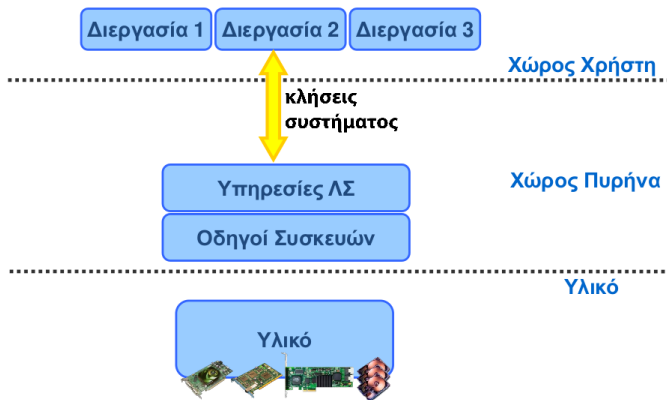 Διεργασία 1 Διεργασία 2 Διεργασία 3
Χώρος Χρήστη
κλήσεις
συστήματος
Υπηρεσίες ΛΣ
Χώρος Πυρήνα
Οδηγοί Συσκευών
Υλικό
Υλικό